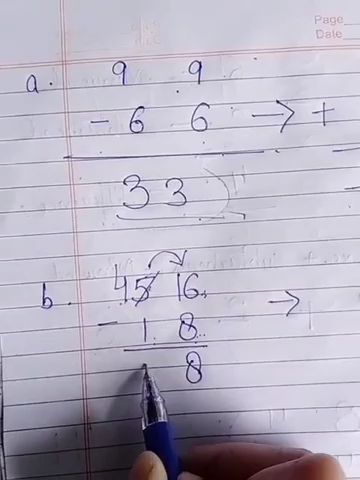 Page
Date
a. 9 9
- 6 6 → +
3 3
b. 4 5 16
- 1 8 →
8